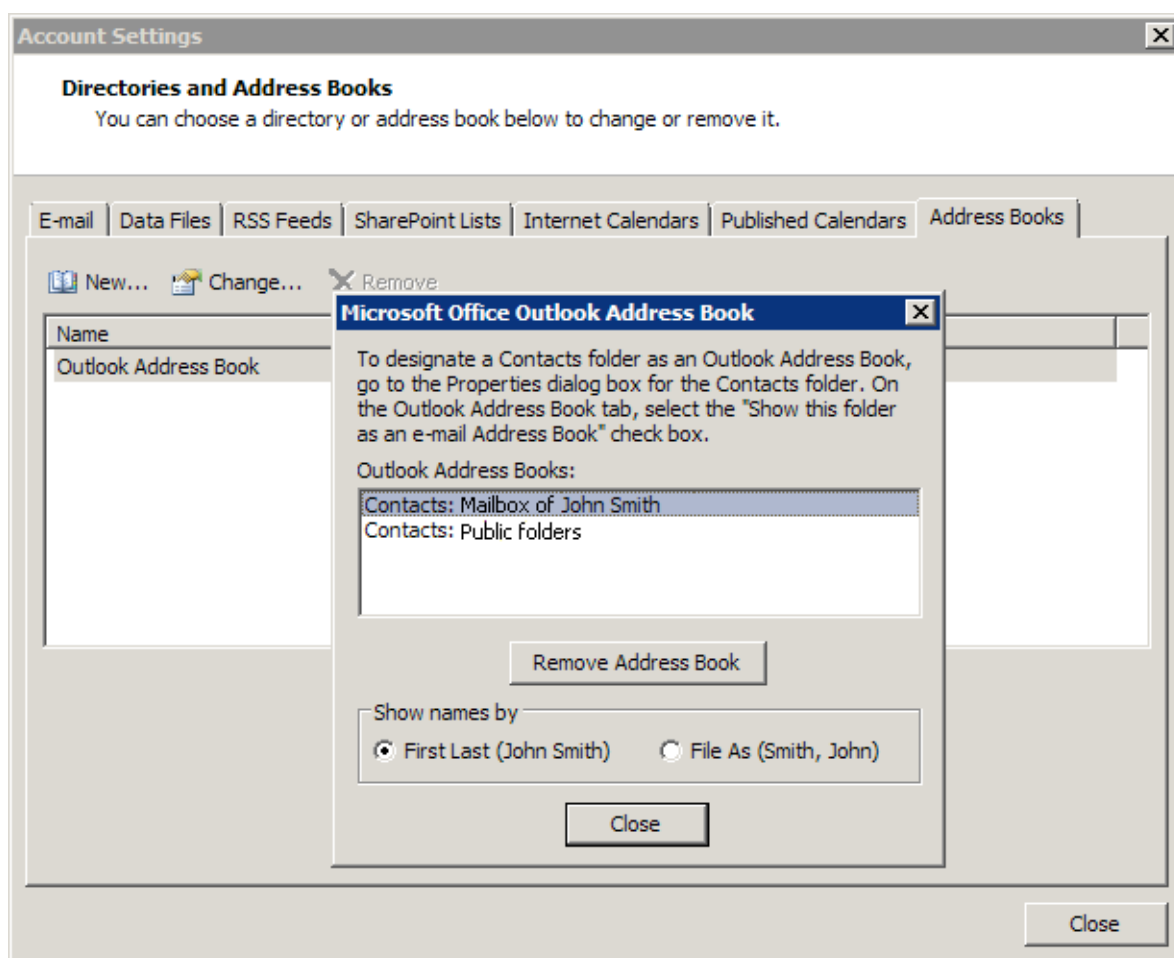 Account Settings
Directories and Address Books
You can choose a directory or address book below to change or remove it.
E-mail Data Files RSS Feeds SharePoint Lists Internet Calendars Published Calendars Address Books
New... Change... Remove
Name
Outlook Address Book
Microsoft Office Outlook Address Book
To designate a Contacts folder as an Outlook Address Book,
go to the Properties dialog box for the Contacts folder. On
the Outlook Address Book tab, select the "Show this folder
as an e-mail Address Book" check box.
Outlook Address Books:
Contacts: Mailbox of John Smith
Contacts: Public folders
Remove Address Book
Show names by
First Last (John Smith) File As (Smith, John)
Close
Close